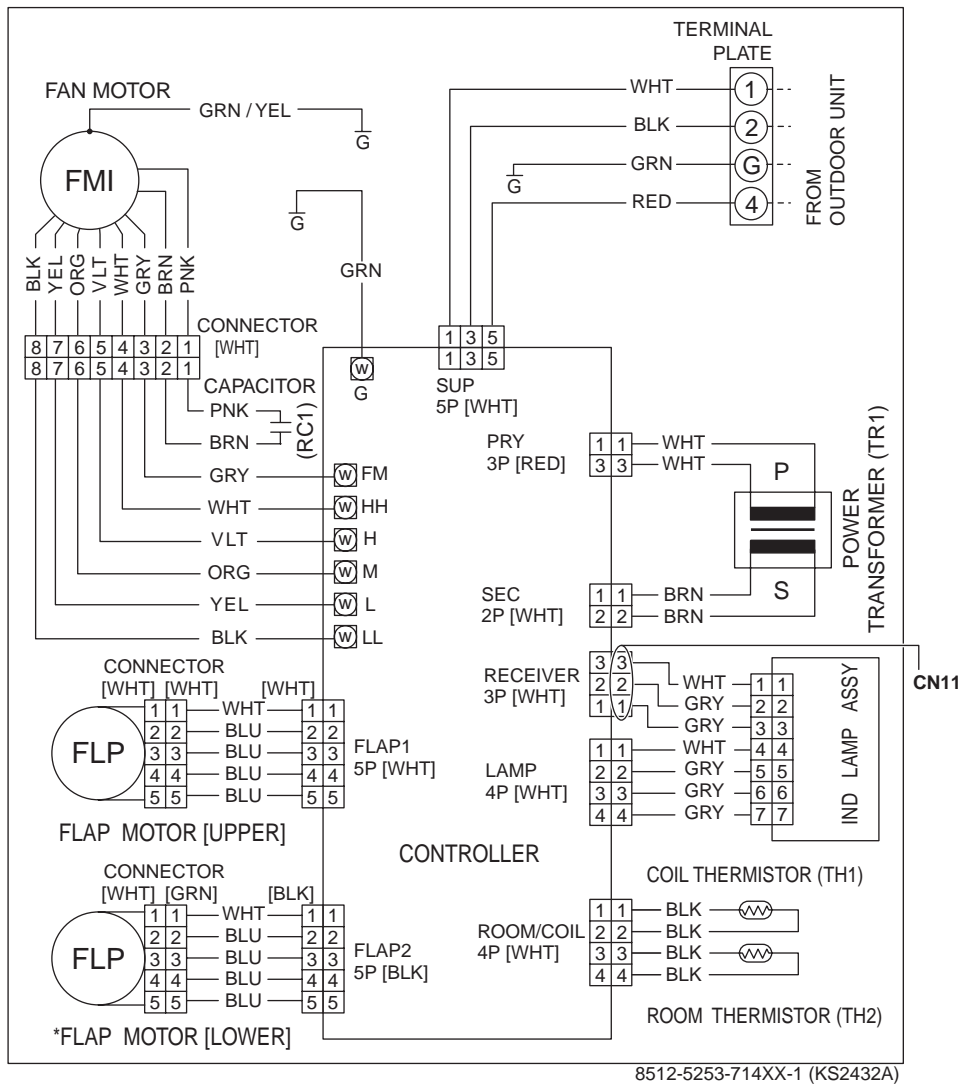 TERMINAL
PLATE
WHT 1
BLK 2
GRN G
RED 4
G
FROM
OUTDOOR UNIT
FAN MOTOR
GRN / YEL
G
FMI
G
GRN
BLK YEL ORG VLT WHT GRY BRN PNK
CONNECTOR
[WHT]
8 7 6 5 4 3 2 1
8 7 6 5 4 3 2 1
W
G
1 3 5
1 3 5
SUP
5P [WHT]
CAPACITOR
(RC1)
PNK
BRN
GRY W FM
WHT W HH
VLT W H
ORG W M
YEL W L
BLK W LL
PRY
3P [RED]
1 1 WHT
3 3 WHT
P
S
POWER
TRANSFORMER (TR1)
SEC
2P [WHT]
1 1 BRN
2 2 BRN
RECEIVER
3P [WHT]
3 3 WHT 1 1
2 2 GRY 2 2
1 1 GRY 3 3
CN11
LAMP
4P [WHT]
1 1 WHT 4 4
2 2 GRY 5 5
3 3 GRY 6 6
4 4 GRY 7 7
IND LAMP ASSY
CONNECTOR
[WHT] [WHT] [WHT]
FLP
1 1 WHT 1 1
2 2 BLU 2 2
3 3 BLU 3 3
4 4 BLU 4 4
5 5 BLU 5 5
FLAP1
5P [WHT]
FLAP MOTOR [UPPER]
CONTROLLER
CONNECTOR
[WHT] [GRN] [BLK]
FLP
1 1 WHT 1 1
2 2 BLU 2 2
3 3 BLU 3 3
4 4 BLU 4 4
5 5 BLU 5 5
FLAP2
5P [BLK]
*FLAP MOTOR [LOWER]
COIL THERMISTOR (TH1)
ROOM/COIL
4P [WHT]
1 1 BLK
2 2 BLK
3 3 BLK
4 4 BLK
ROOM THERMISTOR (TH2)
8512-5253-714XX-1 (KS2432A)